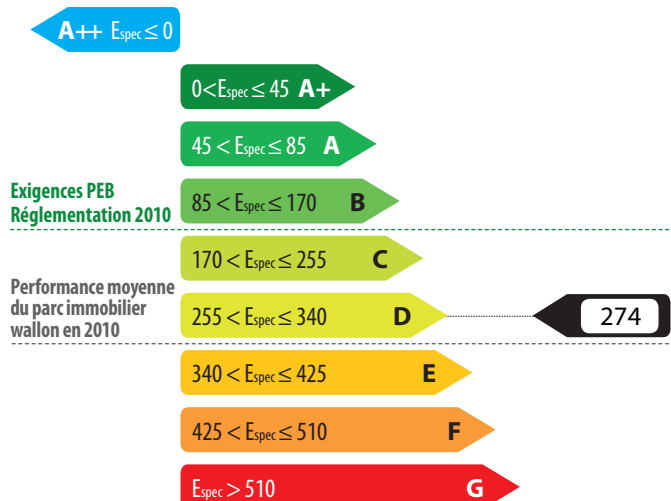 A++ Espec ≤ 0
0<Espec ≤ 45 A+
45 < Espec ≤ 85 A
Exigences PEB
Réglementation 2010
85 < Espec ≤ 170 B
170 < Espec ≤ 255 C
Performance moyenne
du parc immobilier
wallon en 2010
255 < Espec ≤ 340 D
274
340 < Espec ≤ 425 E
425 < Espec ≤ 510 F
Espec > 510 G